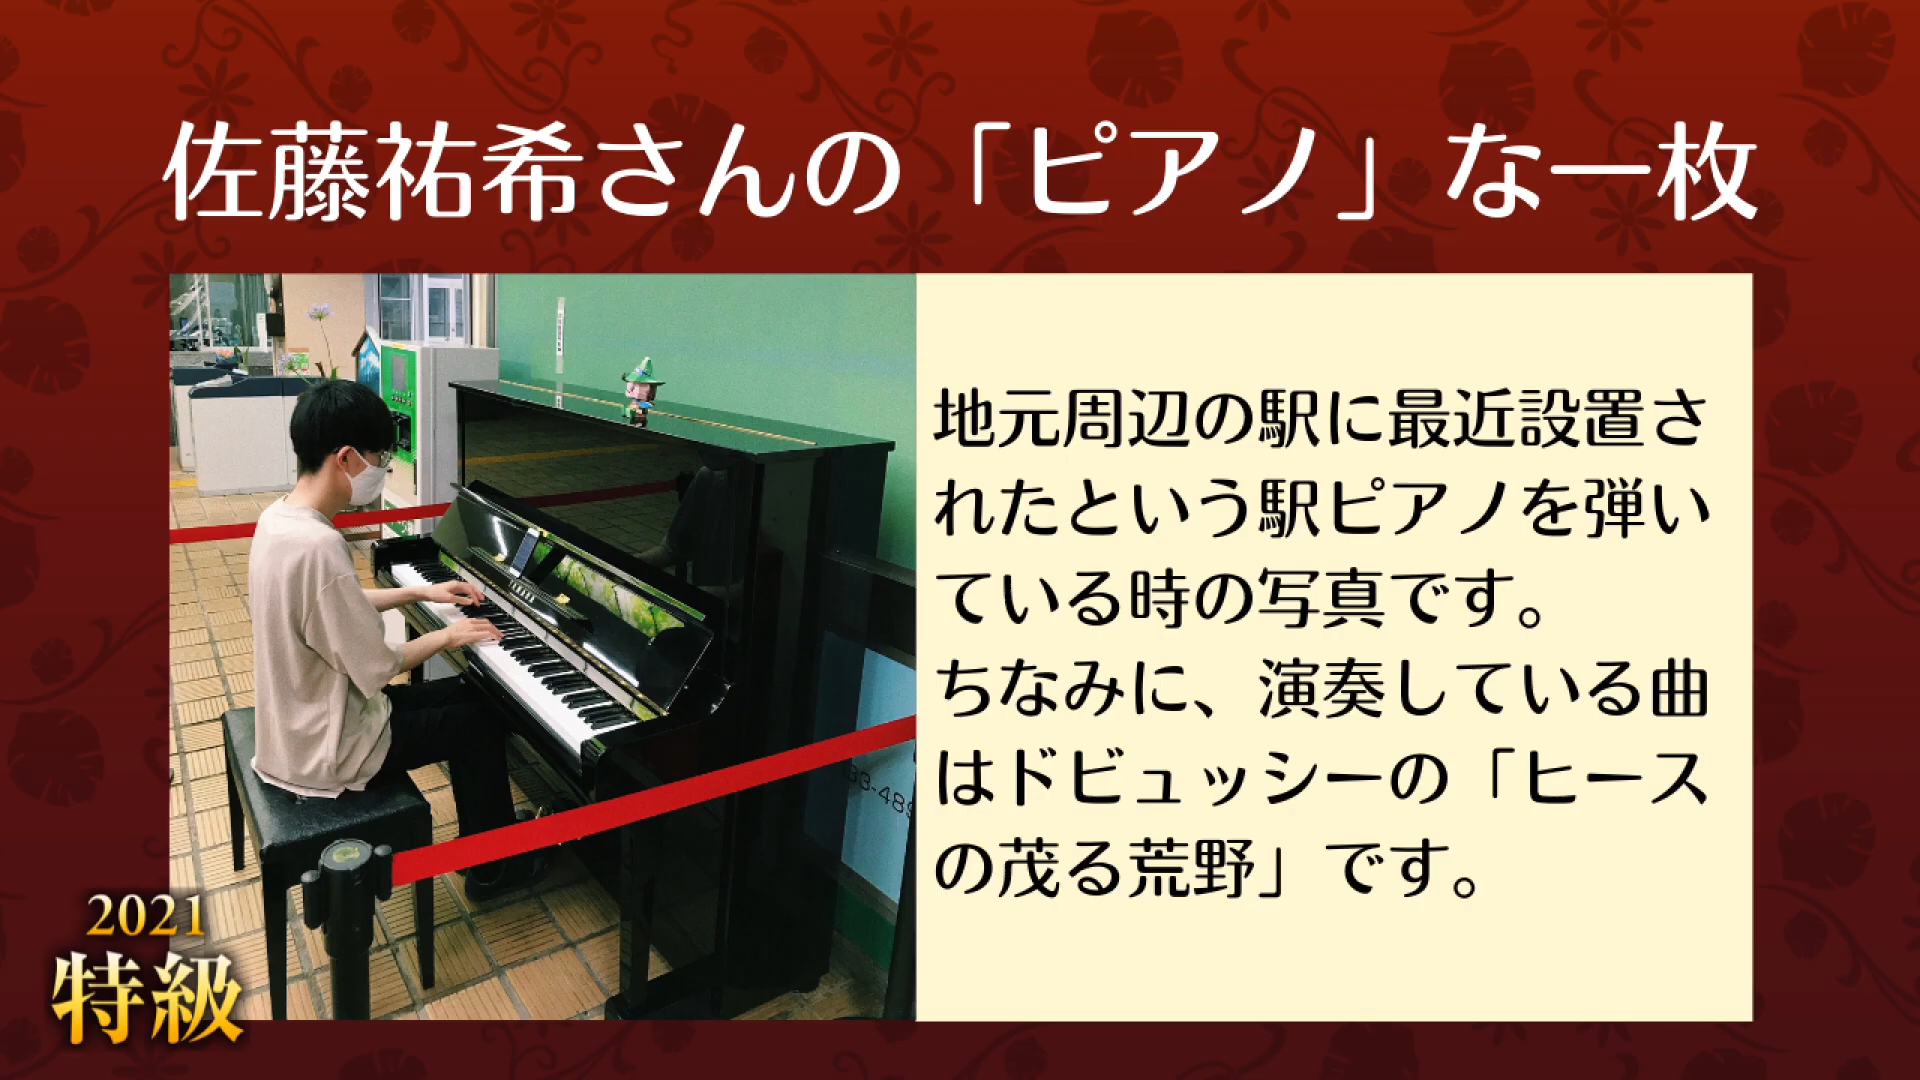 佐藤祐希さんの「ピアノ」な一枚
地元周辺の駅に最近設置さ
れたという駅ピアノを弾い
ている時の写真です。
ちなみに、演奏している曲
はドビュッシーの「ヒース
の茂る荒野」です。
YAMAHA
2021
特級